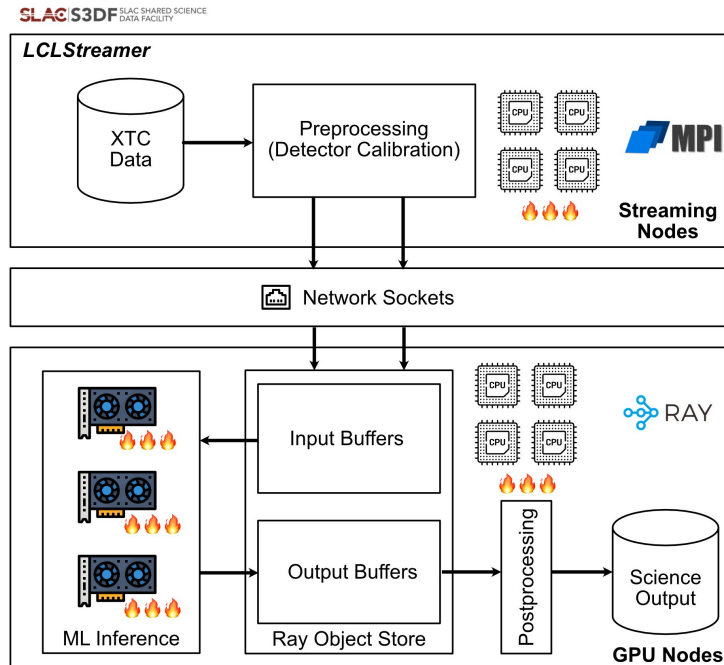 SLAC S3DF SLAC SHARED SCIENCE
DATA FACILITY
LCLStreamer
XTC
Data
Preprocessing
(Detector Calibration)
CPU CPU
CPU CPU
MPI
Streaming
Nodes
Network Sockets
Input Buffers
CPU CPU
CPU CPU
RAY
Output Buffers
Postprocessing
Science
Output
ML Inference
Ray Object Store
GPU Nodes